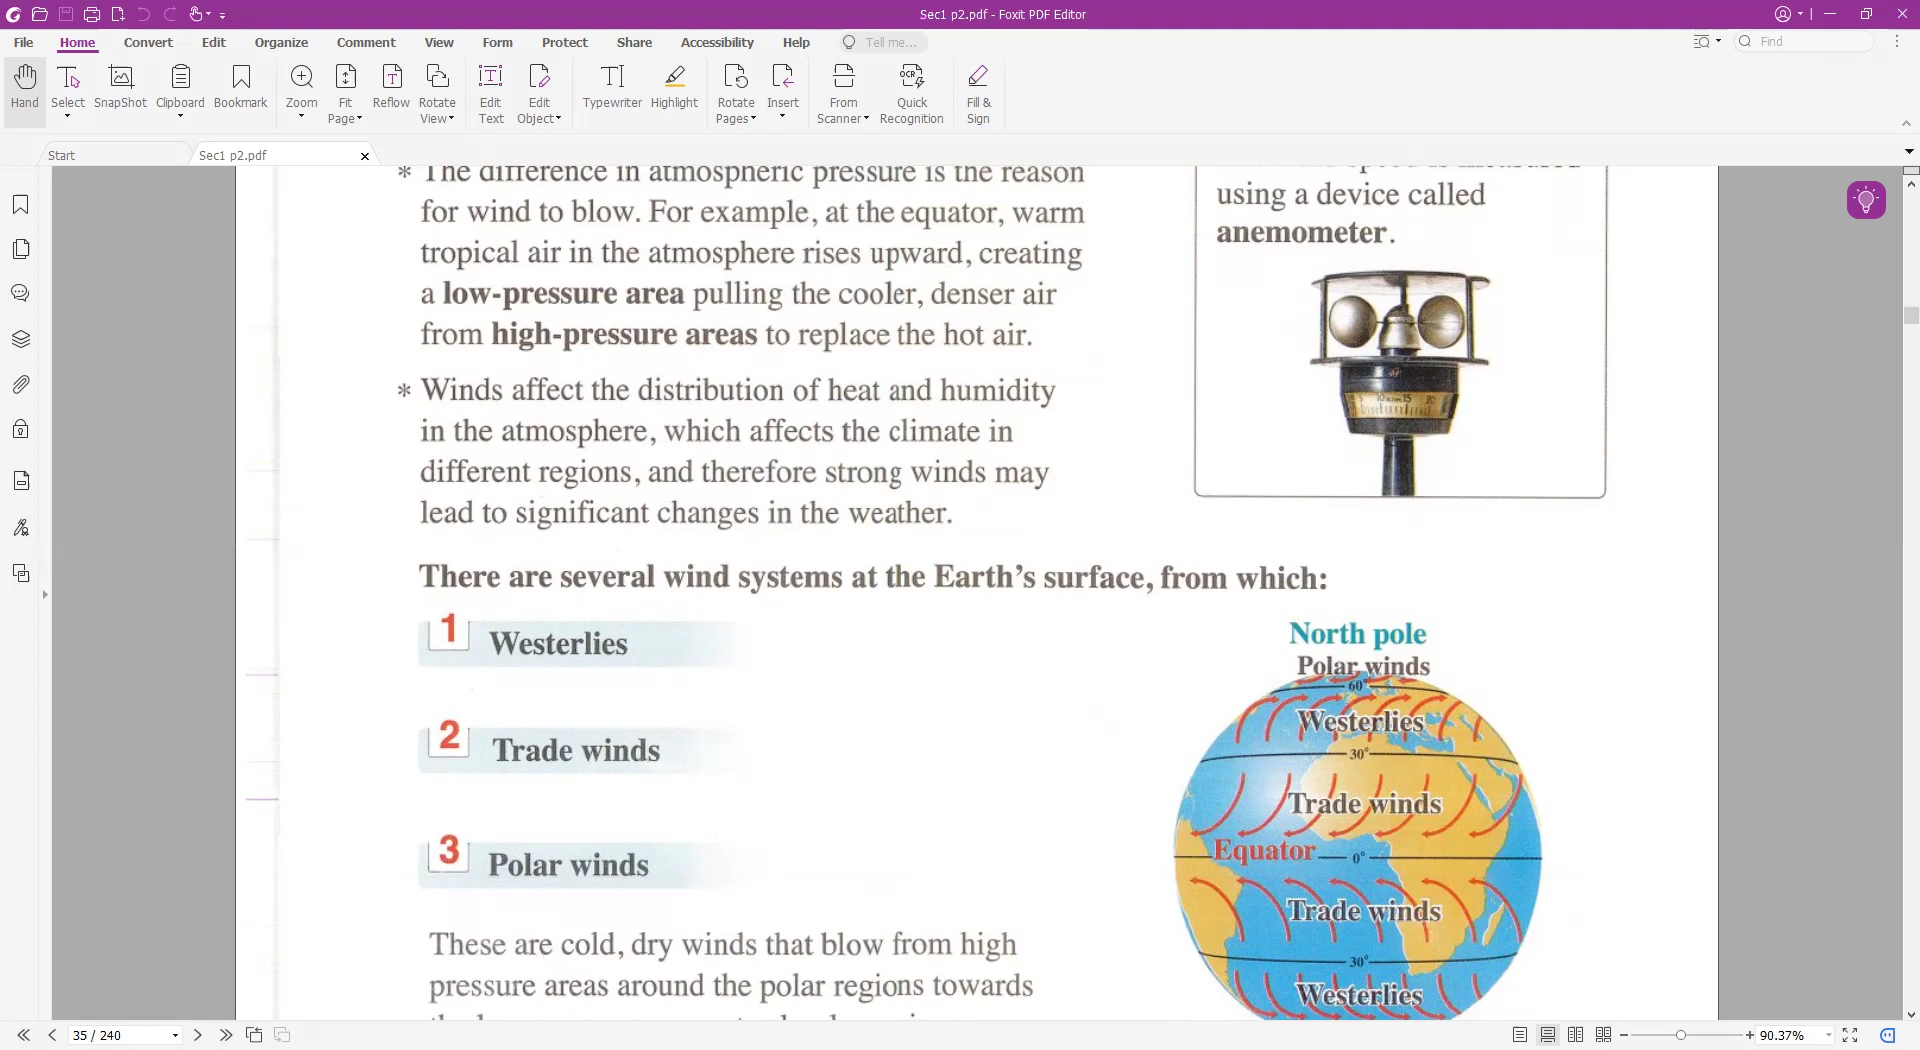 Sec1 p2.pdf - Foxit PDF Editor
File Home Convert Edit Organize Comment View Form Protect Share Accessibility Help Tell me... Find
Hand Select SnapShot Clipboard Bookmark Zoom Fit Page Reflow Rotate View Edit Text Edit Object Typewriter Highlight Rotate Pages Insert From Scanner Quick Recognition Fill & Sign
Start Sec1 p2.pdf
* The difference in atmospheric pressure is the reason
for wind to blow. For example, at the equator, warm
tropical air in the atmosphere rises upward, creating
a low-pressure area pulling the cooler, denser air
from high-pressure areas to replace the hot air.
* Winds affect the distribution of heat and humidity
in the atmosphere, which affects the climate in
different regions, and therefore strong winds may
lead to significant changes in the weather.
using a device called
anemometer.
There are several wind systems at the Earth's surface, from which:
1 Westerlies
2 Trade winds
3 Polar winds
These are cold, dry winds that blow from high
pressure areas around the polar regions towards
North pole
Polar winds
60°
Westerlies
30°
Trade winds
Equator 0°
Trade winds
30°
Westerlies
35 / 240
90.37%